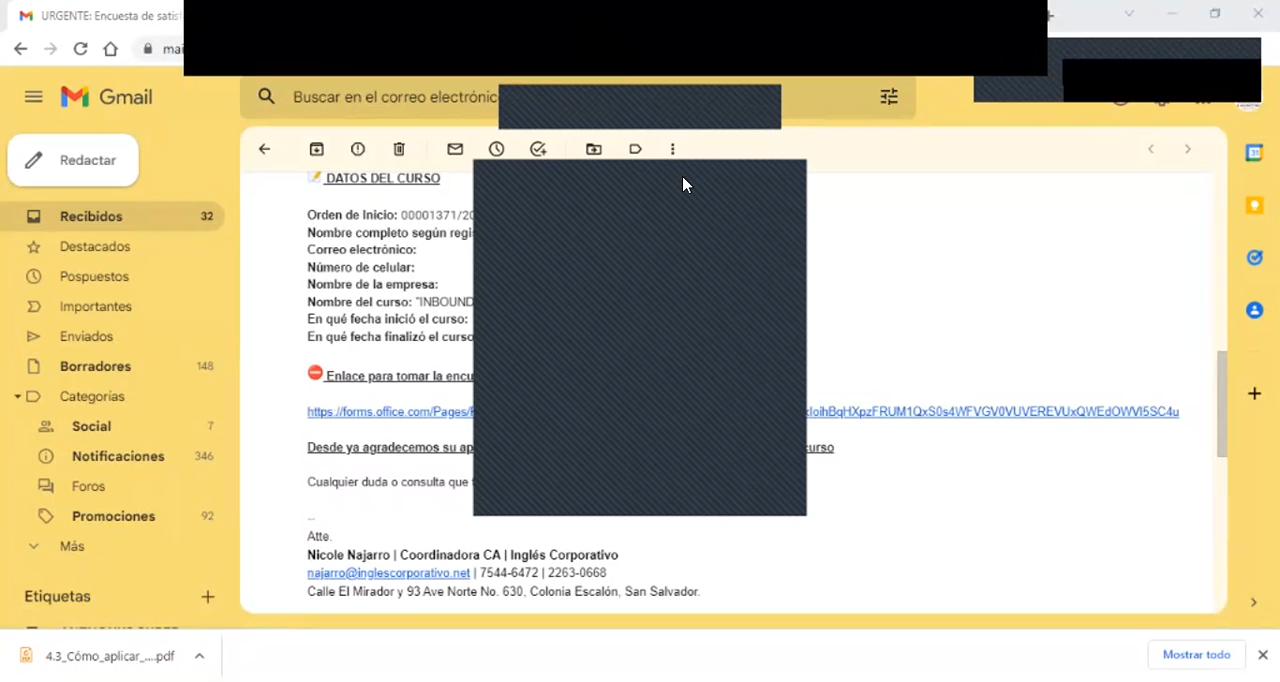 URGENTE: Encuesta de satis
mai
Gmail
Buscar en el correo electrónic
Redactar
Recibidos 32
Destacados
Pospuestos
Importantes
Enviados
Borradores 148
Categorías
Social 7
Notificaciones 346
Foros
Promociones 92
Más
Etiquetas
DATOS DEL CURSO
Orden de Inicio: 00001371/20
Nombre completo según regi
Correo electrónico:
Número de celular:
Nombre de la empresa:
Nombre del curso: "INBOUND
En qué fecha inició el curso:
En qué fecha finalizó el curso
Enlace para tomar la encu
https://forms.office.com/Pages/
Desde ya agradecemos su ap urso
Cualquier duda o consulta que
--
Atte.
Nicole Najarro | Coordinadora CA | Inglés Corporativo
najarro@inglescorporativo.net | 7544-6472 | 2263-0668
Calle El Mirador y 93 Ave Norte No. 630, Colonia Escalón, San Salvador.
4.3_Cómo_aplicar_....pdf
Mostrar todo